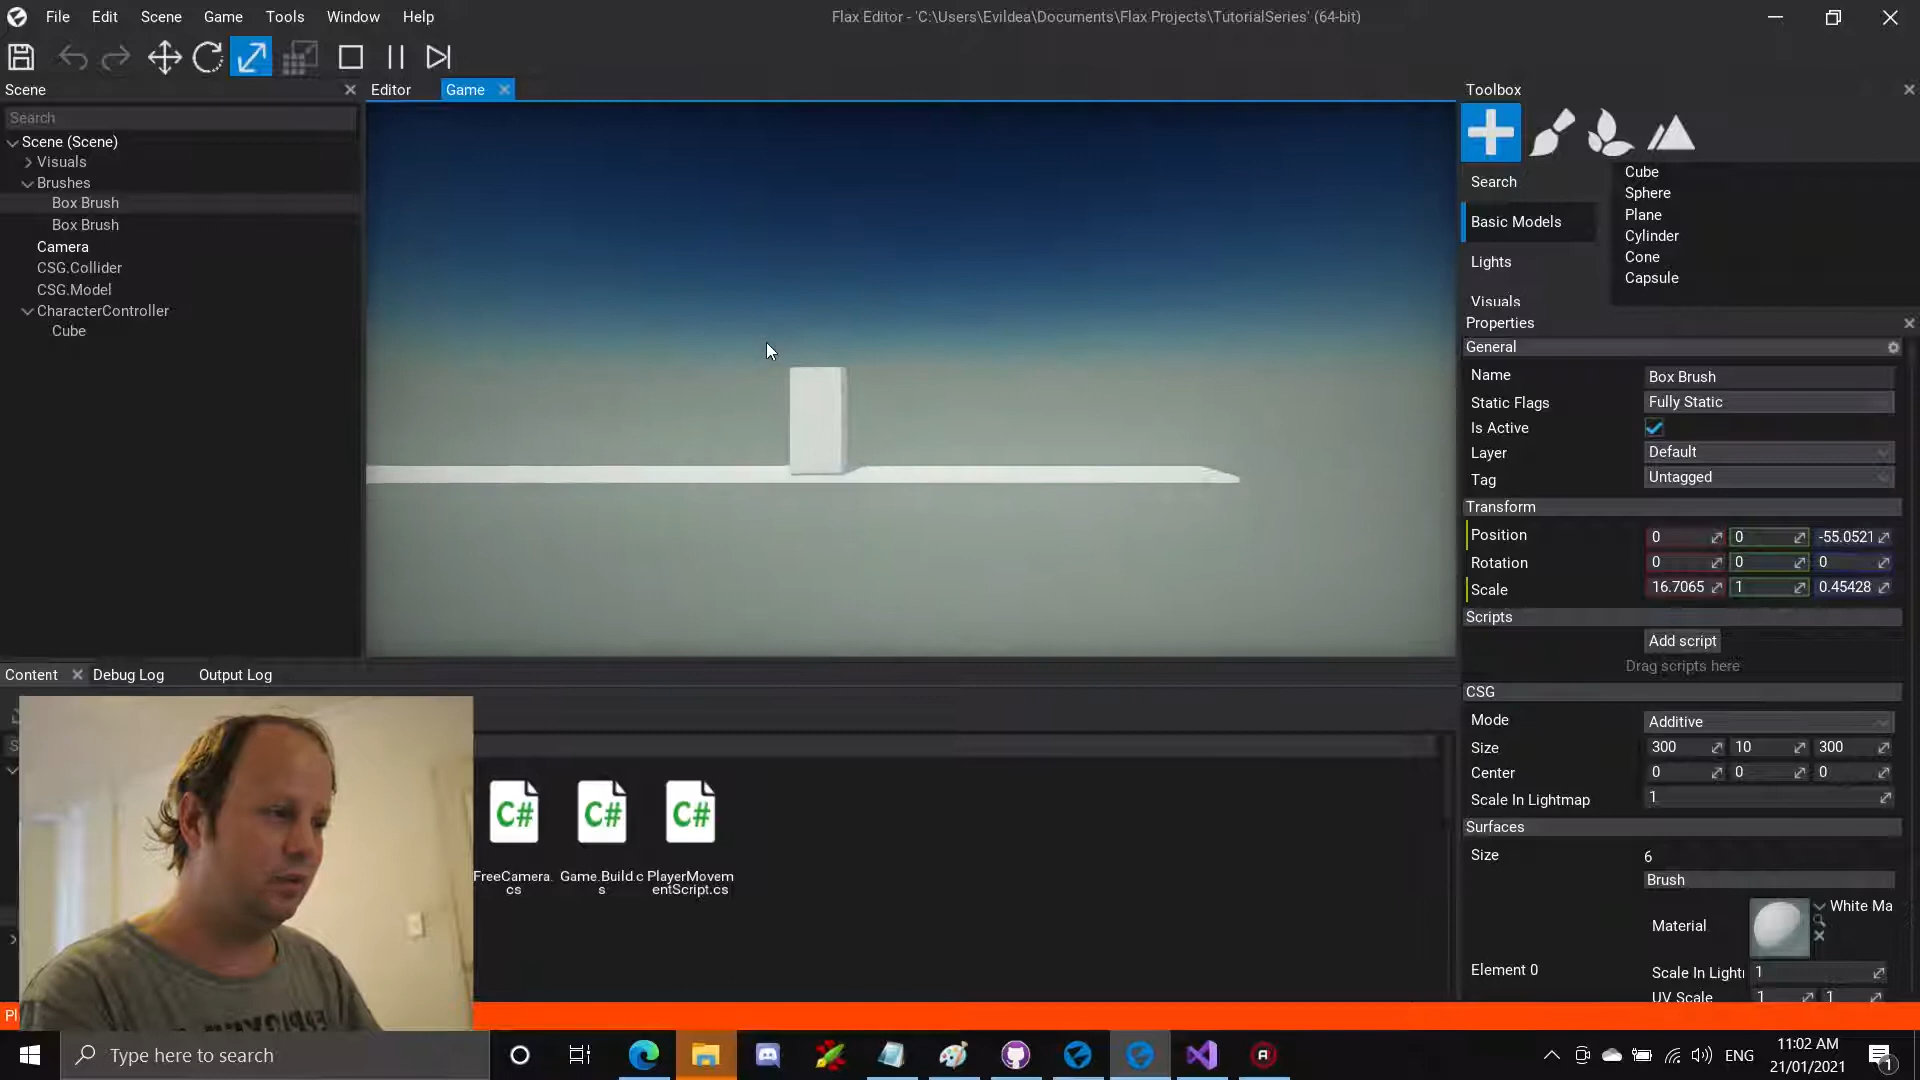 File Edit Scene Game Tools Window Help
Flax Editor - 'C:\Users\Evildea\Documents\Flax Projects\TutorialSeries' (64-bit)
Scene
Editor
Game
Toolbox
Search
Scene (Scene)
Visuals
Brushes
Box Brush
Box Brush
Camera
CSG.Collider
CSG.Model
CharacterController
Cube
Search
Basic Models
Lights
Visuals
Cube
Sphere
Plane
Cylinder
Cone
Capsule
Properties
General
Name Box Brush
Static Flags Fully Static
Is Active
Layer Default
Tag Untagged
Transform
Position 0 0 -55.0521
Rotation 0 0 0
Scale 16.7065 1 0.45428
Scripts
Add script
Drag scripts here
CSG
Mode Additive
Size 300 10 300
Center 0 0 0
Scale In Lightmap 1
Surfaces
Size 6
Brush
Material White Ma
Element 0
Scale In Lightr 1
UV Scale 1 1
Content Debug Log Output Log
C# C# C#
FreeCamera.
cs
Game.Build.c
s
PlayerMovem
entScript.cs
Pl
Type here to search
ENG
11:02 AM
21/01/2021
1